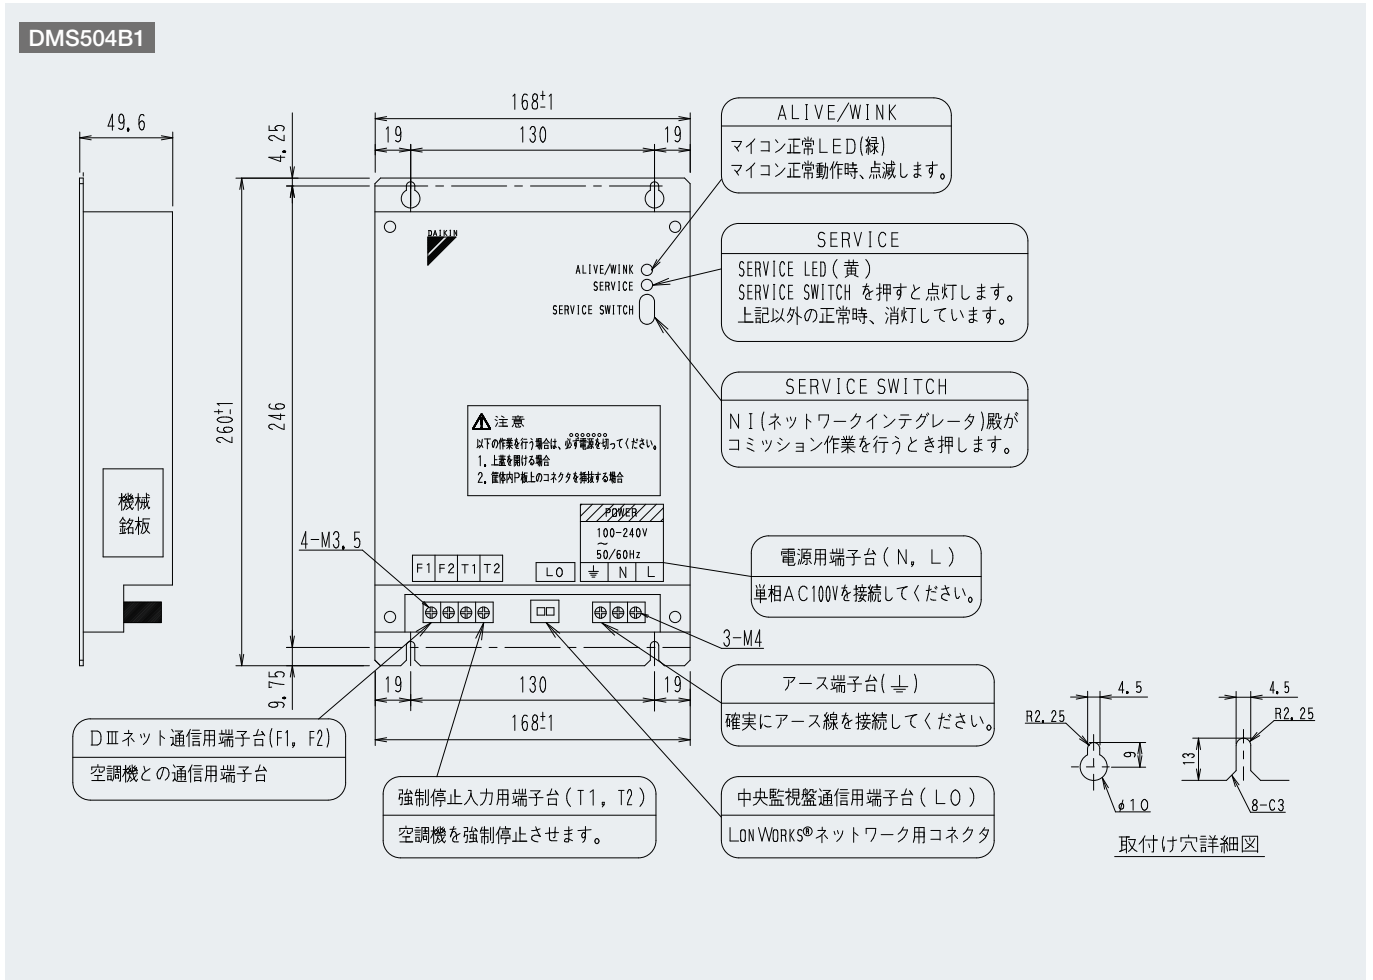 DMS504B1
49.6
機械
銘板
168±1
19 130 19
4.25
260±1
246
9.75
DAIKIN
ALIVE/WINK
SERVICE
SERVICE SWITCH
注意
以下の作業を行う場合は、必ず電源を切ってください。
1. 上蓋を開ける場合
2. 筐体内P板上のコネクタを挿抜する場合
POWER
100-240V
~
50/60Hz
⏚ N L
4-M3.5
F1 F2 T1 T2
LO
3-M4
19 130 19
168±1
ALIVE/WINK
マイコン正常LED(緑)
マイコン正常動作時、点滅します。
SERVICE
SERVICE LED(黄)
SERVICE SWITCH を押すと点灯します。
上記以外の正常時、消灯しています。
SERVICE SWITCH
NI(ネットワークインテグレータ)殿が
コミッション作業を行うとき押します。
電源用端子台(N, L)
単相AC100Vを接続してください。
アース端子台(⏚)
確実にアース線を接続してください。
DⅢネット通信用端子台(F1, F2)
空調機との通信用端子台
強制停止入力用端子台(T1, T2)
空調機を強制停止させます。
中央監視盤通信用端子台(LO)
LONWORKS®ネットワーク用コネクタ
4.5
R2.25
9
φ10
4.5
R2.25
13
8-C3
取付け穴詳細図